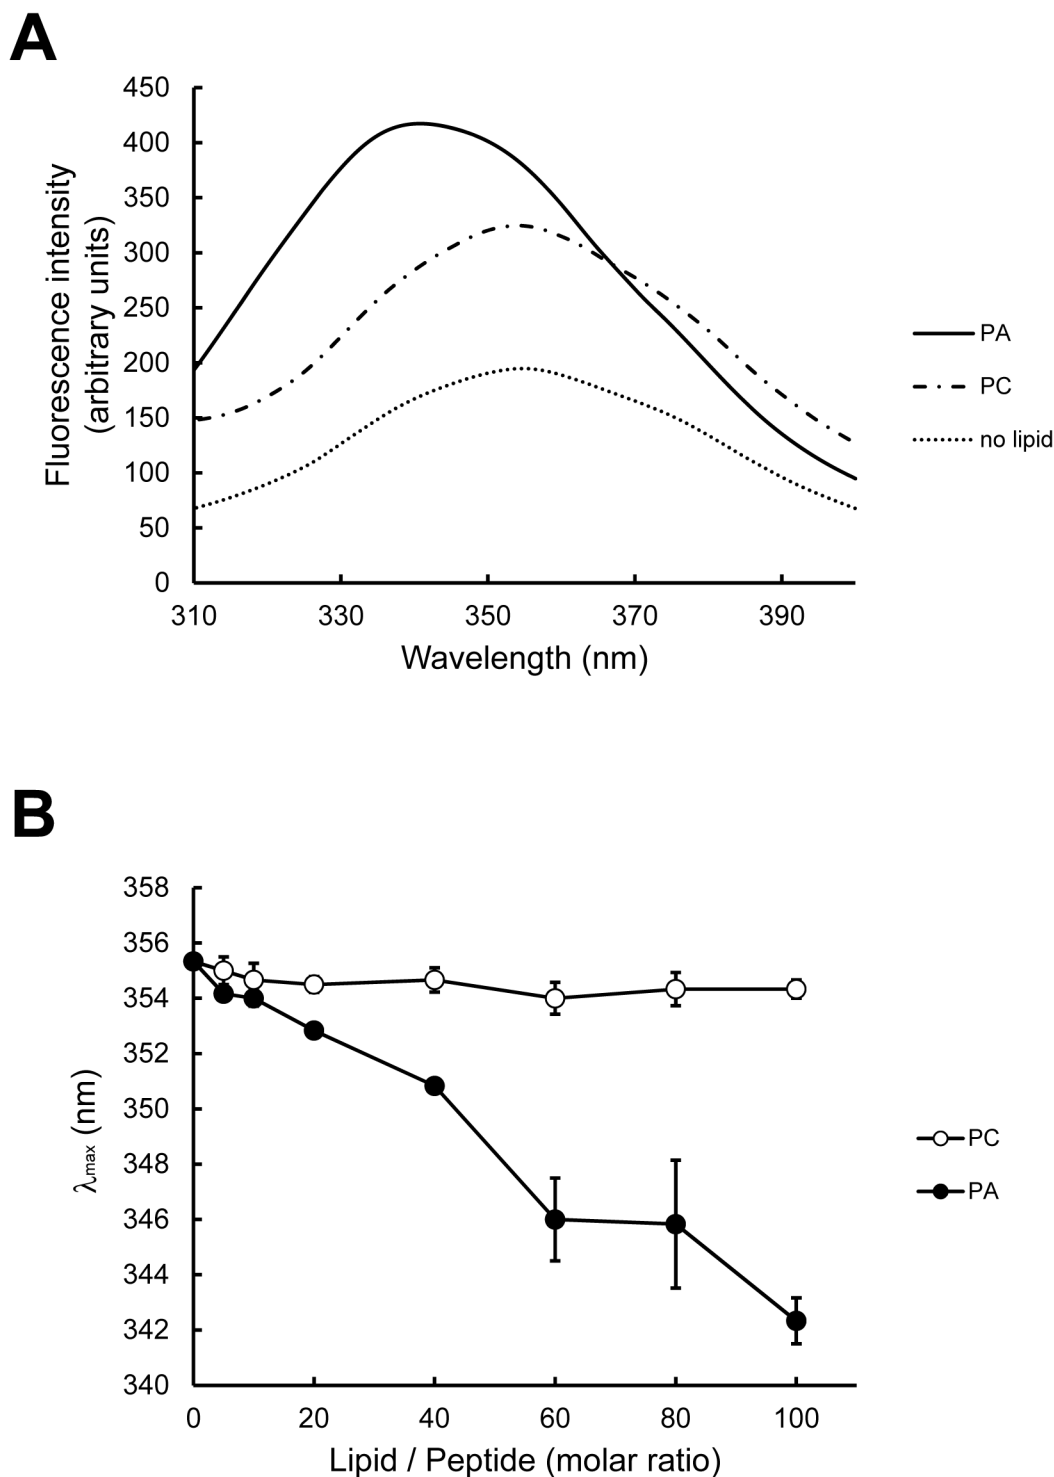 A
Fluorescence intensity
(arbitrary units)
450
400
350
300
250
200
150
100
50
0
310 330 350 370 390
Wavelength (nm)
PA
PC
no lipid
B
λmax (nm)
358
356
354
352
350
348
346
344
342
340
0 20 40 60 80 100
Lipid / Peptide (molar ratio)
PC
PA